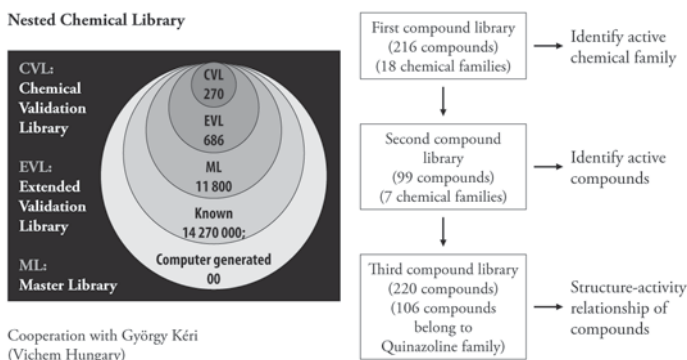 Nested Chemical Library
CVL:
Chemical
Validation
Library
EVL:
Extended
Validation
Library
ML:
Master Library
CVL
270
EVL
686
ML
11 800
Known
14 270 000;
Computer generated
00
Cooperation with György Kéri
(Vichem Hungary)
First compound library
(216 compounds)
(18 chemical families)
Identify active
chemical family
Second compound
library
(99 compounds)
(7 chemical families)
Identify active
compounds
Third compound library
(220 compounds)
(106 compounds
belong to
Quinazoline family)
Structure-activity
relationship of
compounds